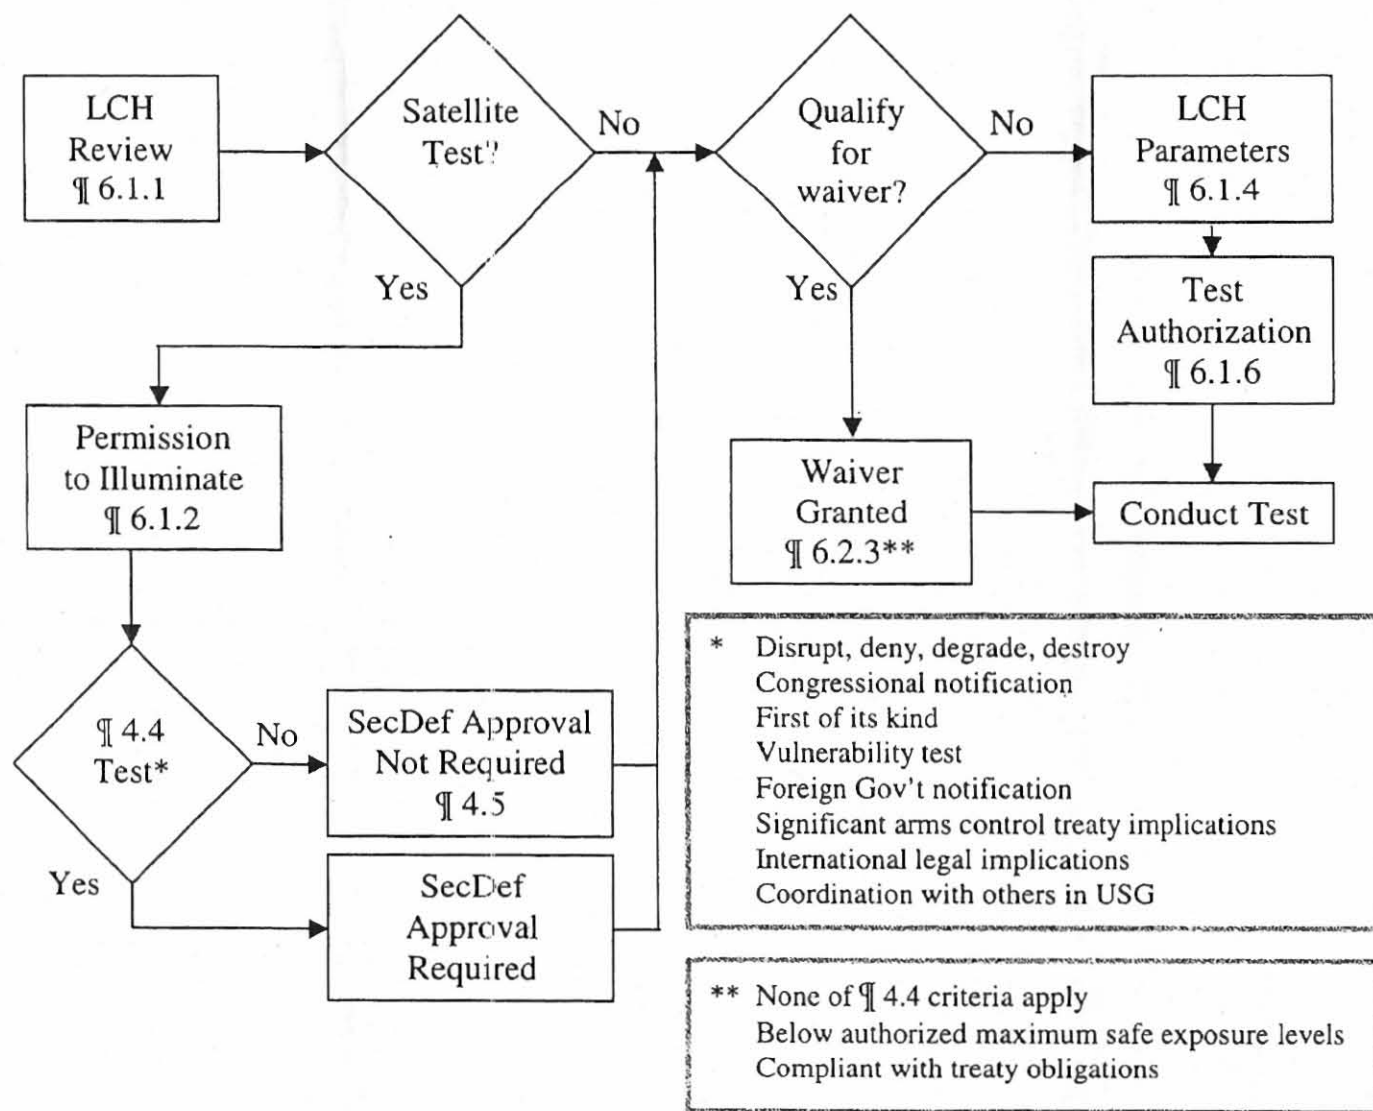 LCH
Review
¶ 6.1.1
Satellite
Test?
No
Yes
Qualify
for
waiver?
No
Yes
LCH
Parameters
¶ 6.1.4
Test
Authorization
¶ 6.1.6
Permission
to Illuminate
¶ 6.1.2
Waiver
Granted
¶ 6.2.3**
Conduct Test
¶ 4.4
Test*
No
Yes
SecDef Approval
Not Required
¶ 4.5
SecDef
Approval
Required
* Disrupt, deny, degrade, destroy
Congressional notification
First of its kind
Vulnerability test
Foreign Gov't notification
Significant arms control treaty implications
International legal implications
Coordination with others in USG
** None of ¶ 4.4 criteria apply
Below authorized maximum safe exposure levels
Compliant with treaty obligations